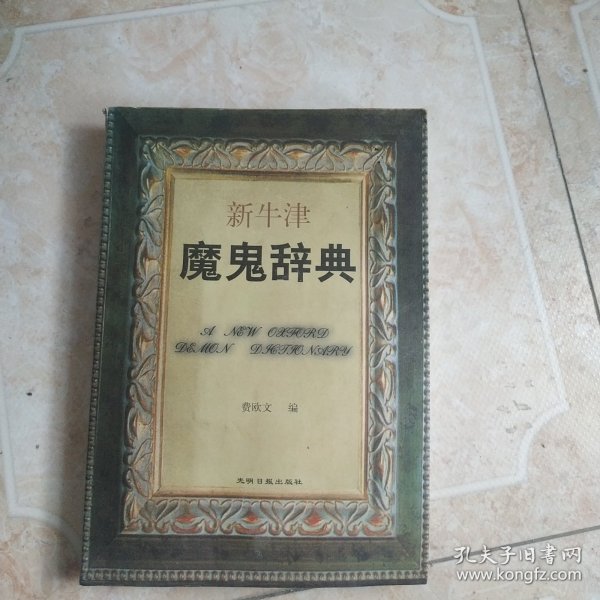 新牛津
魔鬼辞典
A NEW OXFORD
DEMON DICTIONARY
费欧文 编
光明日报出版社
孔夫子旧书网
www.kongfz.com